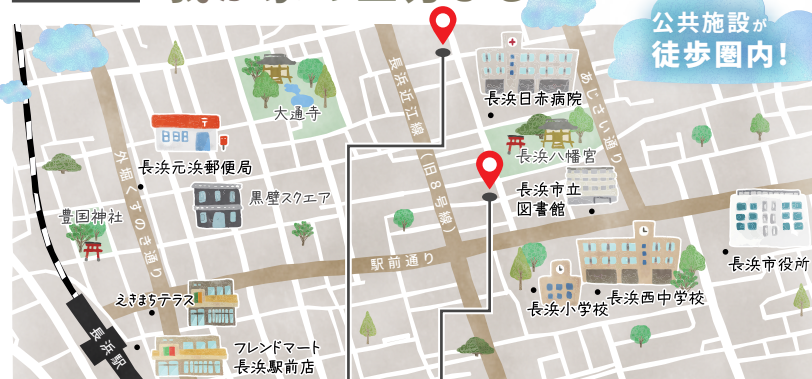 公共施設が
徒歩圏内!
長浜日赤病院
大通寺
長浜近江線(旧8号線)
あじさい通り
長浜八幡宮
長浜元浜郵便局
外堀くすのき通り
黒壁スクエア
長浜市立
図書館
豊国神社
駅前通り
長浜市役所
えきまちテラス
長浜小学校
長浜西中学校
長浜駅
フレンドマート
長浜駅前店